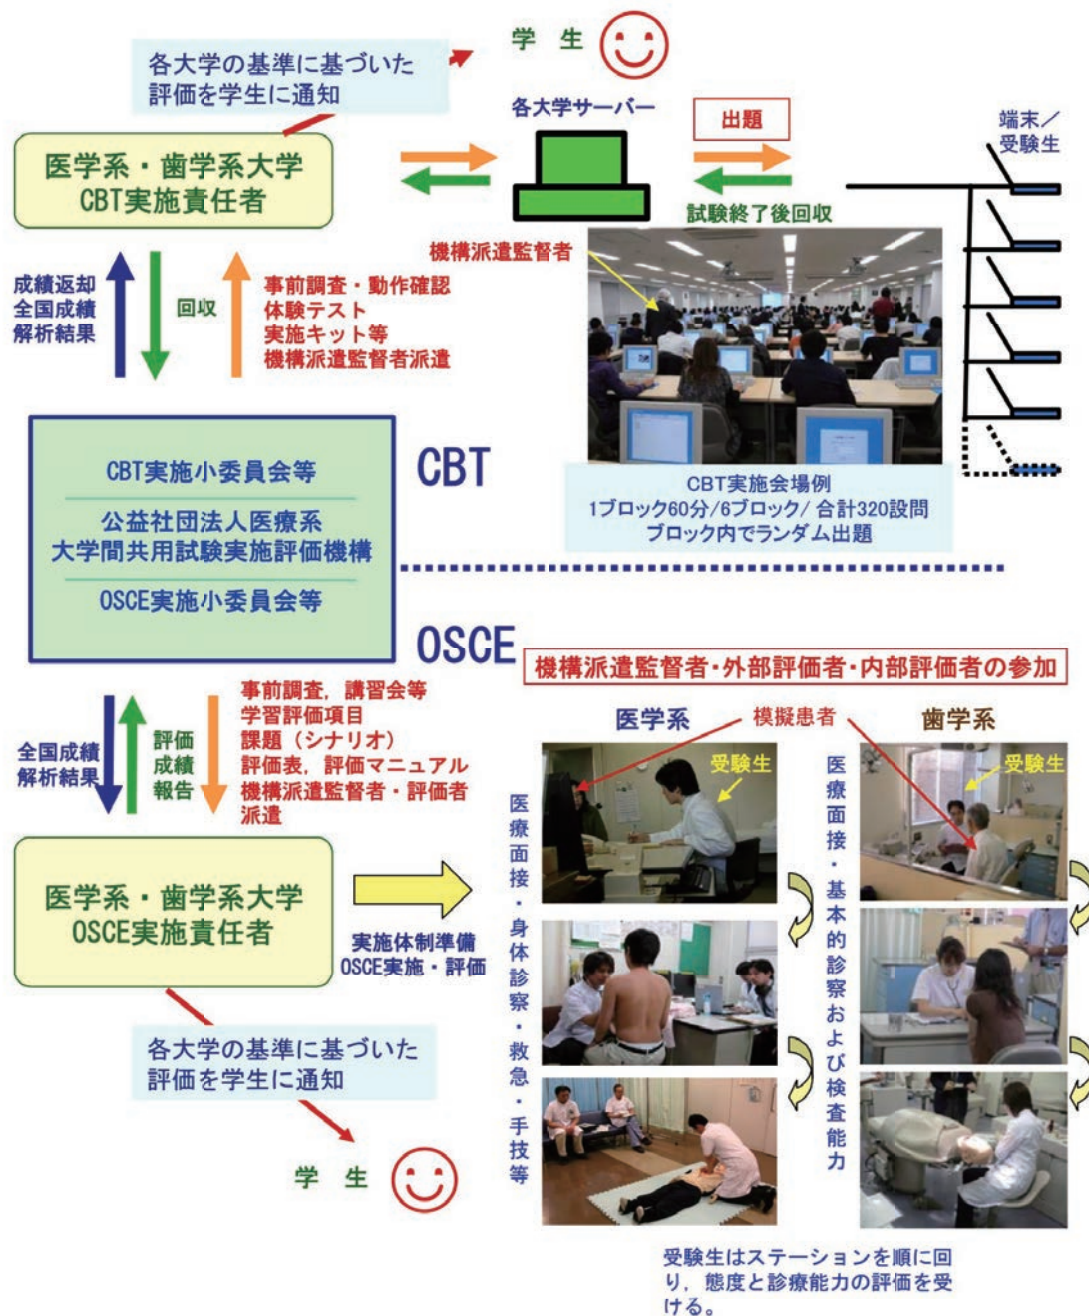 学 生
各大学の基準に基づいた
評価を学生に通知
各大学サーバー
出題
端末／
受験生
医学系・歯学系大学
CBT実施責任者
試験終了後回収
機構派遣監督者
成績返却
全国成績
解析結果
回収
事前調査・動作確認
体験テスト
実施キット等
機構派遣監督者派遣
CBT実施小委員会等
公益社団法人医療系
大学間共用試験実施評価機構
OSCE実施小委員会等
CBT
CBT実施会場例
1ブロック60分/6ブロック/ 合計320設問
ブロック内でランダム出題
OSCE
機構派遣監督者・外部評価者・内部評価者の参加
全国成績
解析結果
評価
成績
報告
事前調査，講習会等
学習評価項目
課題（シナリオ）
評価表，評価マニュアル
機構派遣監督者・評価者
派遣
医学系
模擬患者
歯学系
受験生
受験生
医療面接・身体診察・救急・手技等
医療面接・基本的診察および検査能力
医学系・歯学系大学
OSCE実施責任者
実施体制準備
OSCE実施・評価
各大学の基準に基づいた
評価を学生に通知
学 生
受験生はステーションを順に回
り，態度と診療能力の評価を受
ける。